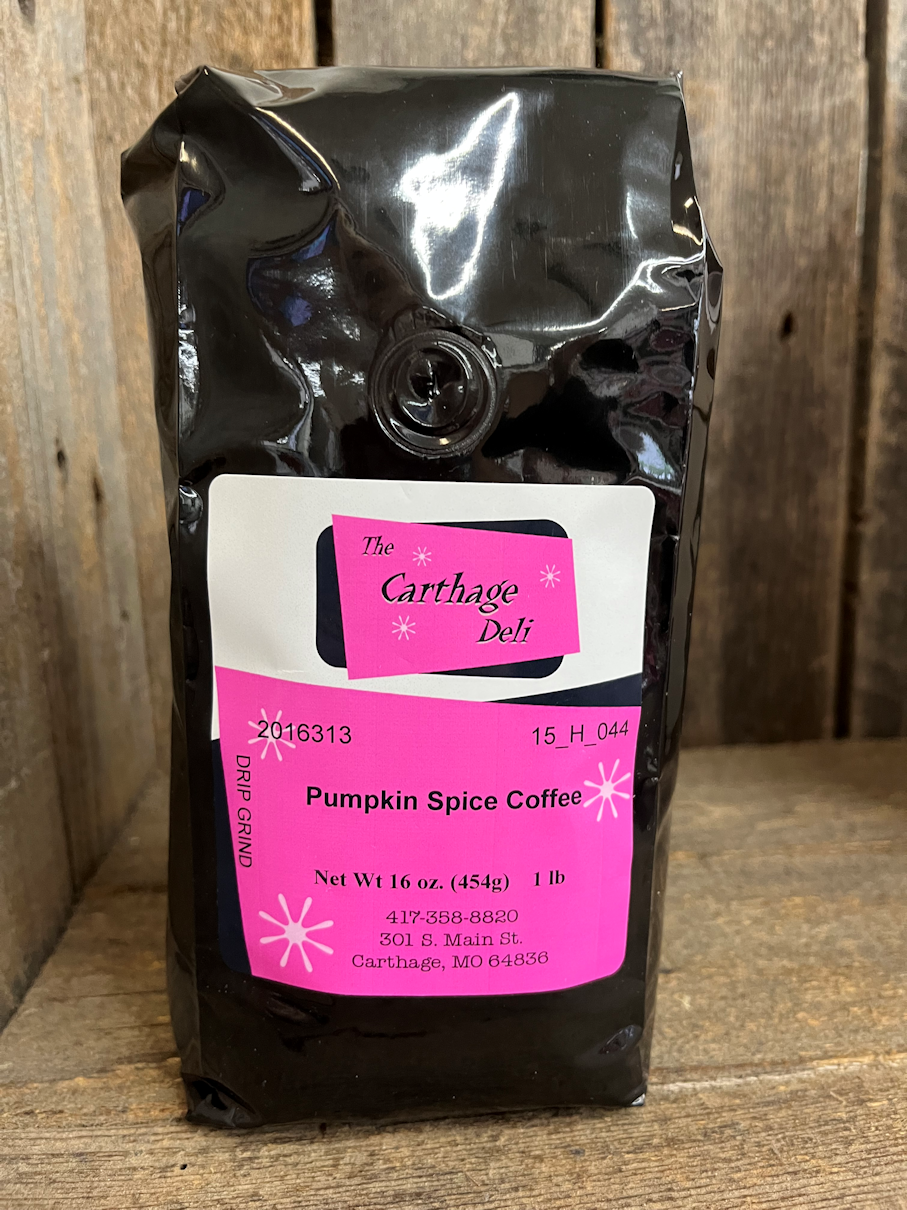 The
Carthage
Deli
2016313 15_H_044
DRIP GRIND
Pumpkin Spice Coffee
Net Wt 16 oz. (454g) 1 lb
417-358-8820
301 S. Main St.
Carthage, MO 64836